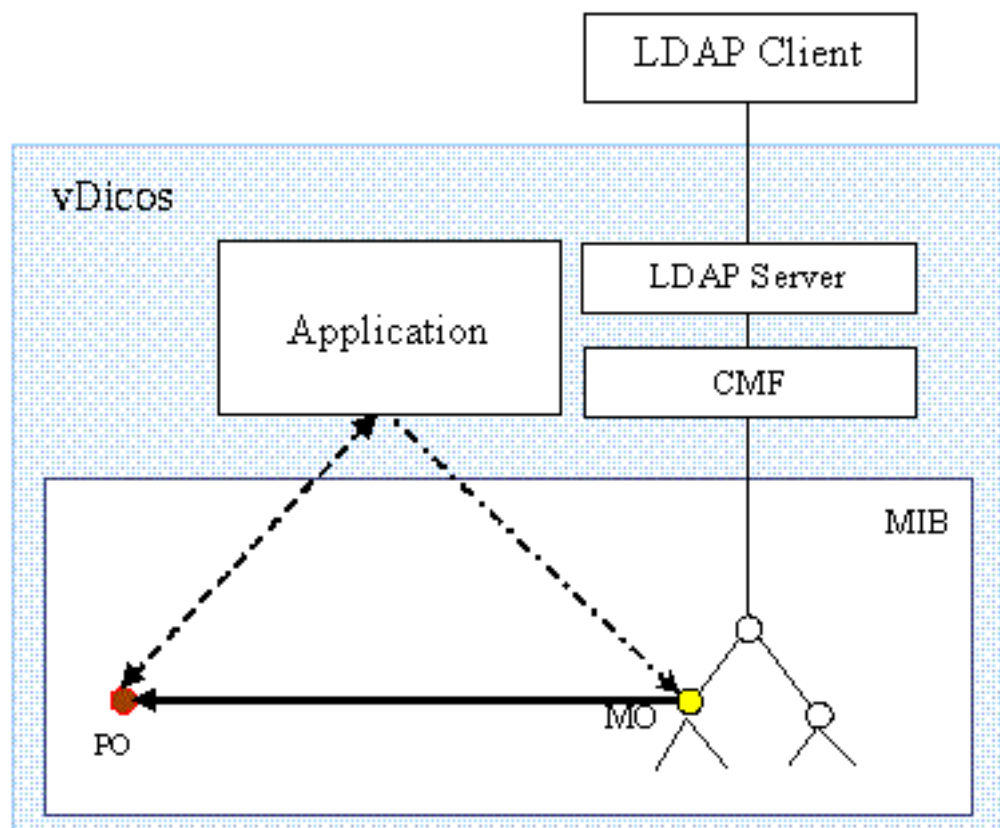 LDAP Client
vDicos
LDAP Server
Application
CMF
MIB
MO
PO